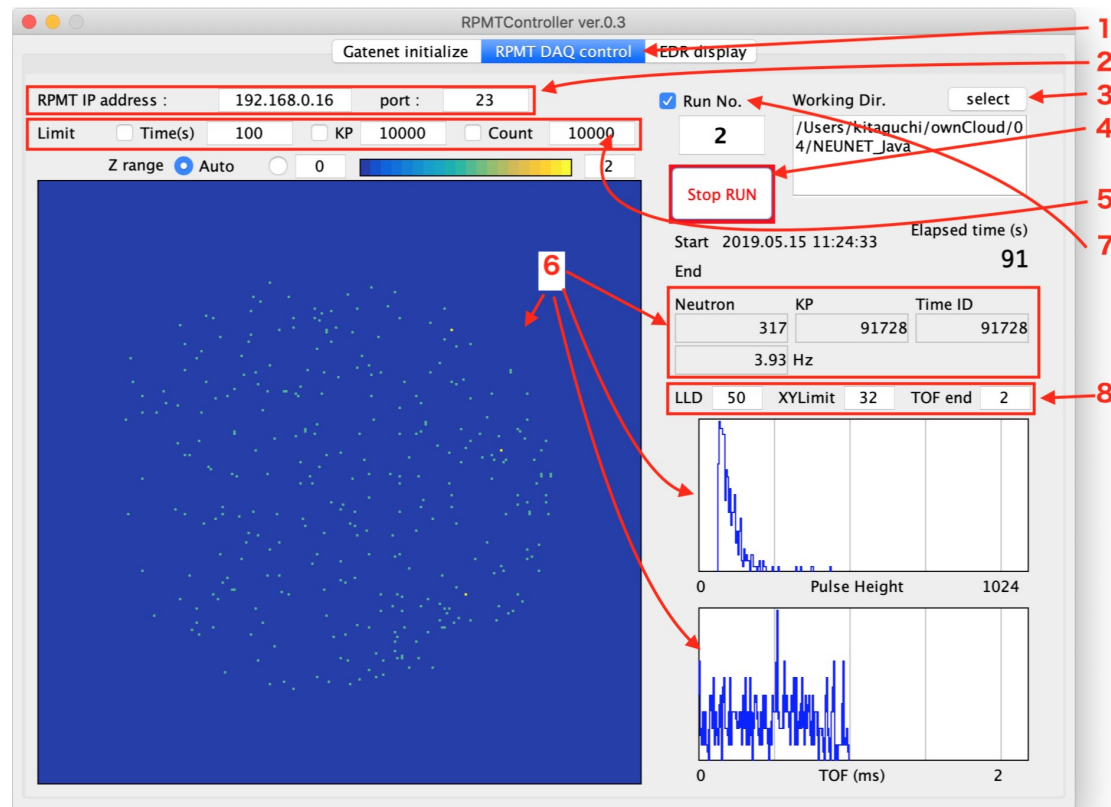 RPMTController ver.0.3
Gatenet initialize RPMT DAQ control EDR display
1
2
RPMT IP address : 192.168.0.16 port : 23
Run No. Working Dir. select
3
Limit Time(s) 100 KP 10000 Count 10000
2
/Users/kitaguchi/ownCloud/0
4/NEUNET_Java
4
Z range Auto 0 2
Stop RUN
5
Start 2019.05.15 11:24:33 Elapsed time (s)
7
91
End
6
Neutron KP Time ID
317 91728 91728
3.93 Hz
LLD 50 XYLimit 32 TOF end 2
8
0 Pulse Height 1024
0 TOF (ms) 2